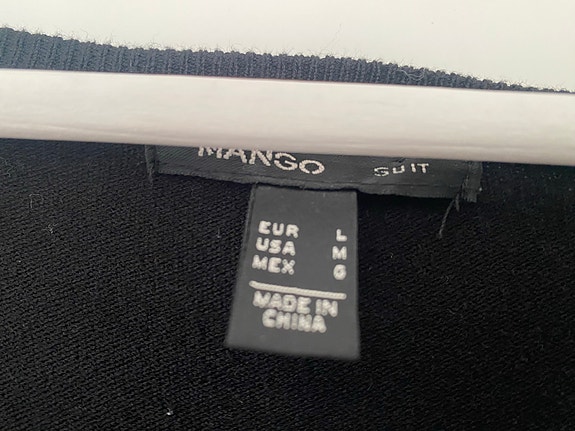 MANGO SUIT
EUR L
USA M
MEX G
MADE IN
CHINA